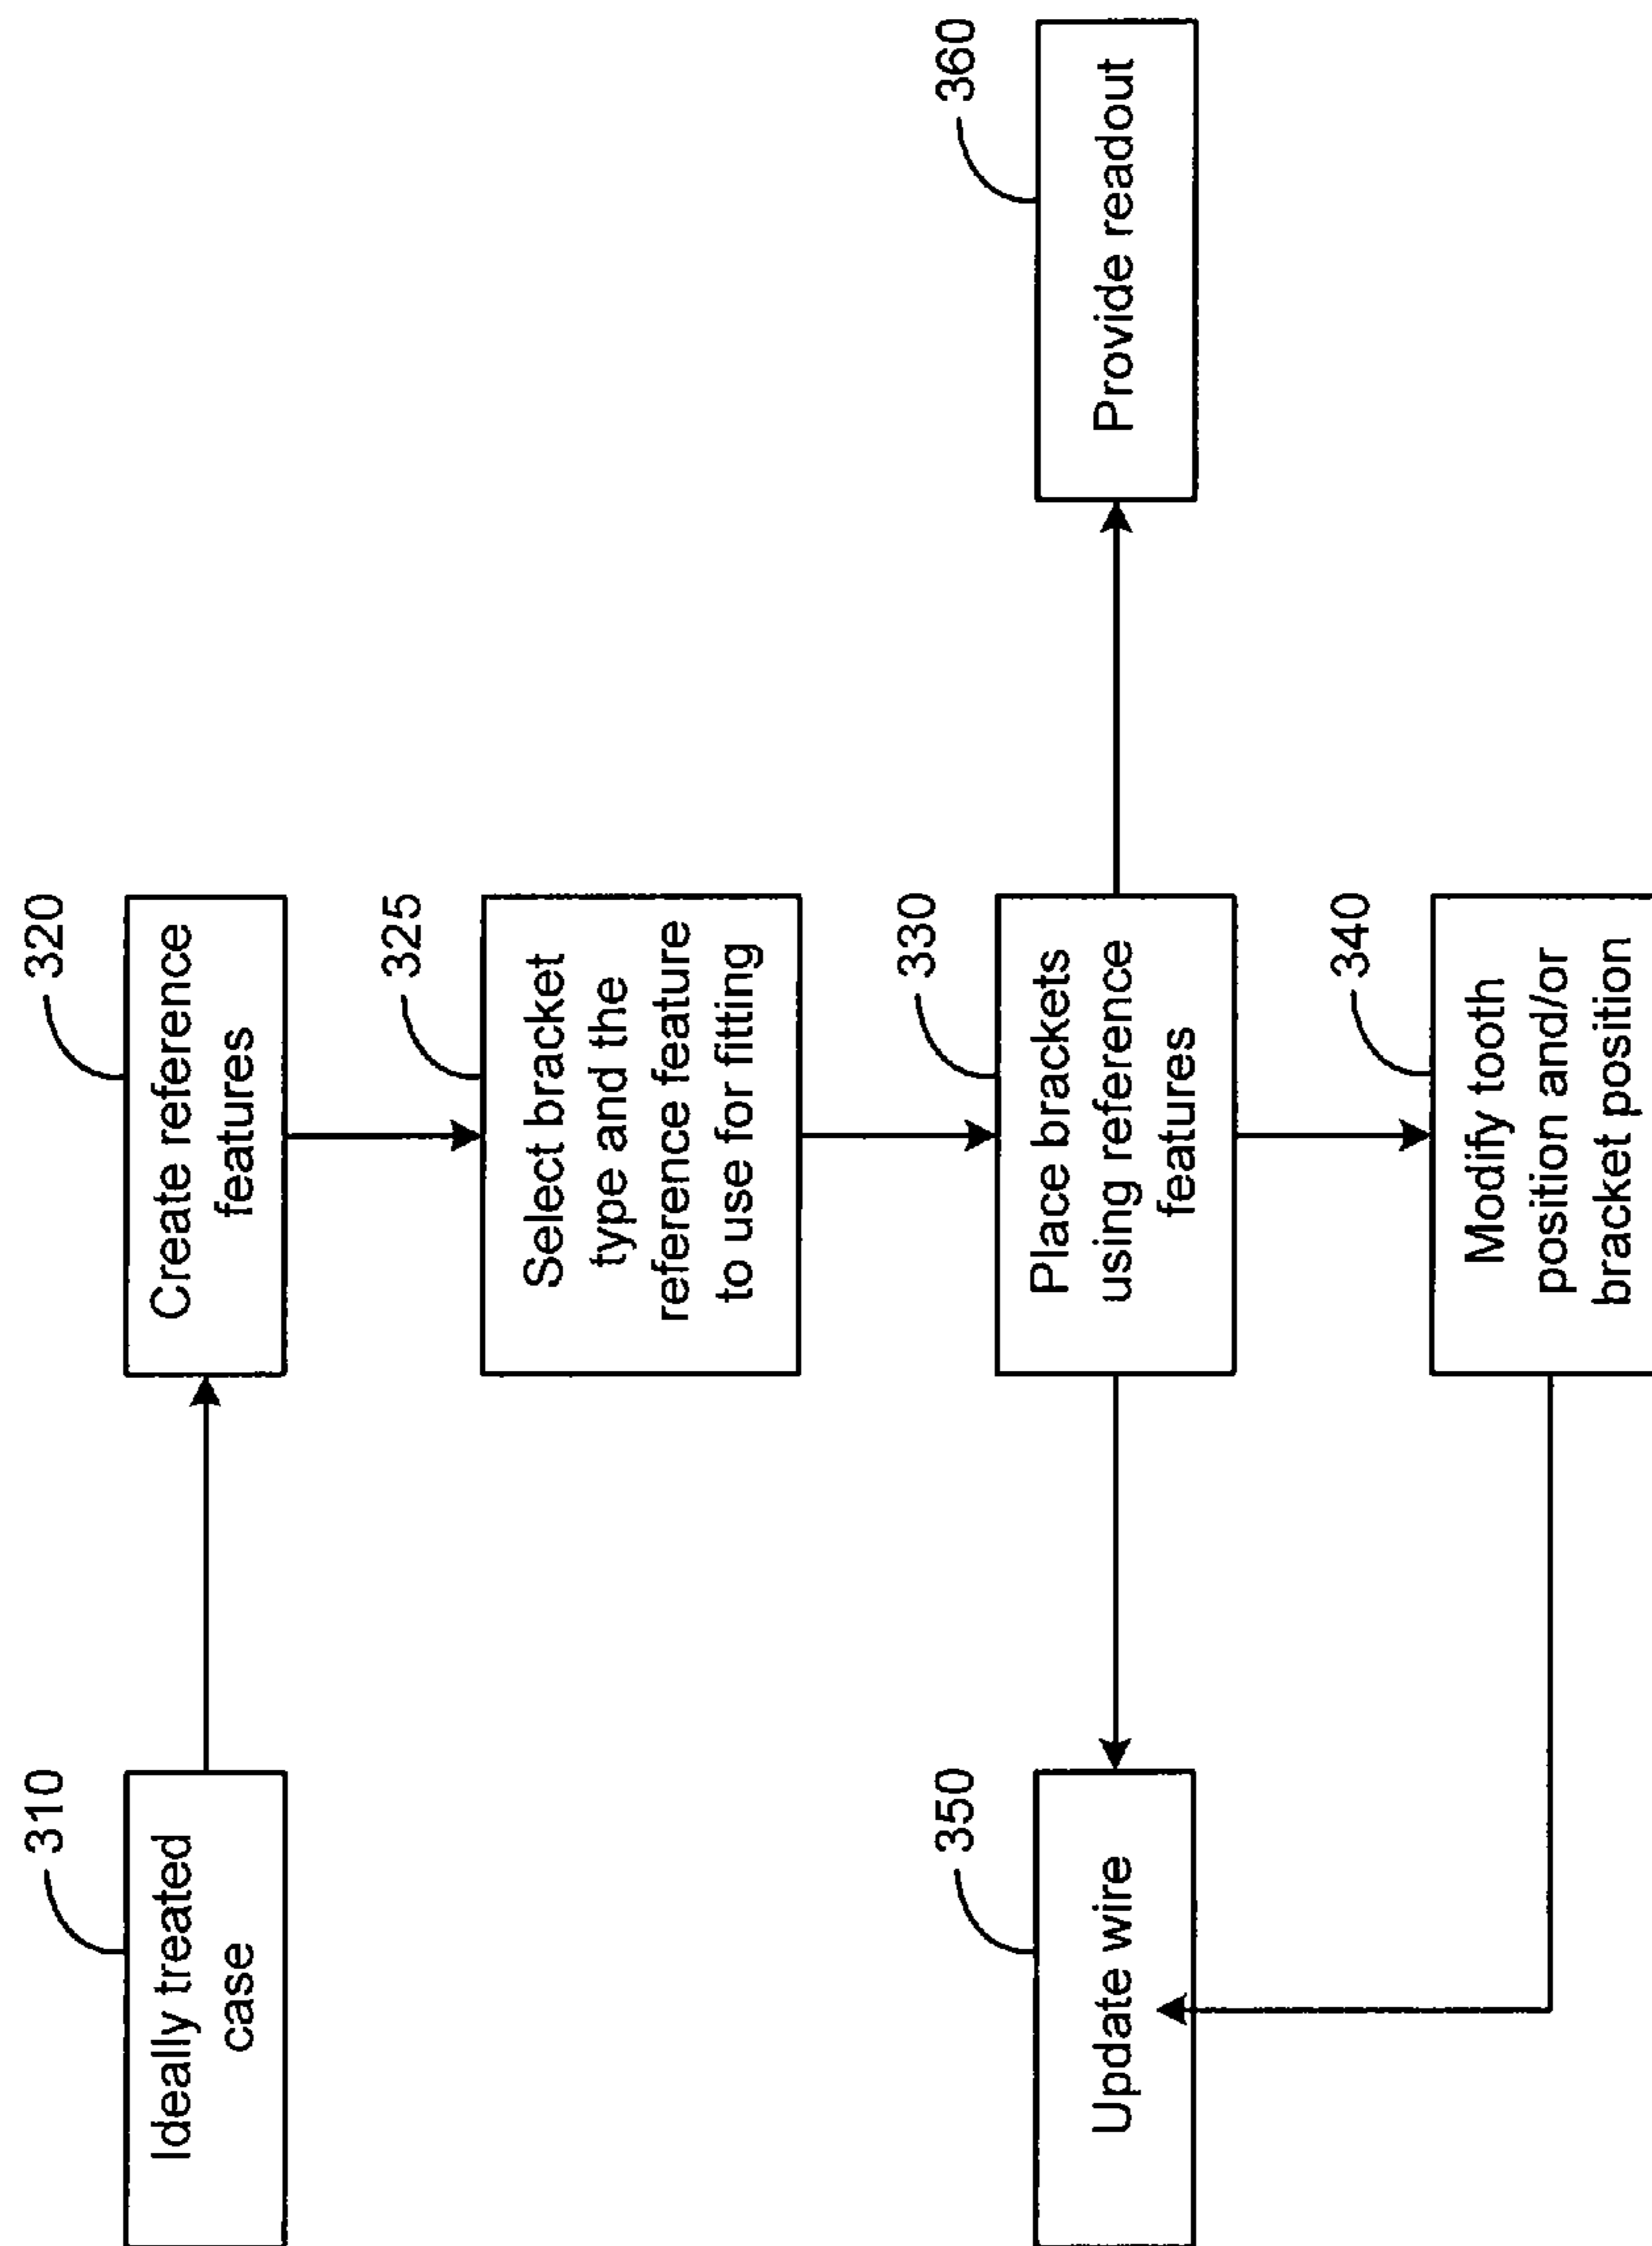 310
Ideally treated
case
320
Create reference
features
325
Select bracket
type and the
reference feature
to use for fitting
330
Place brackets
using reference
features
340
Modify tooth
position and/or
bracket position
350
Update wire
360
Provide readout